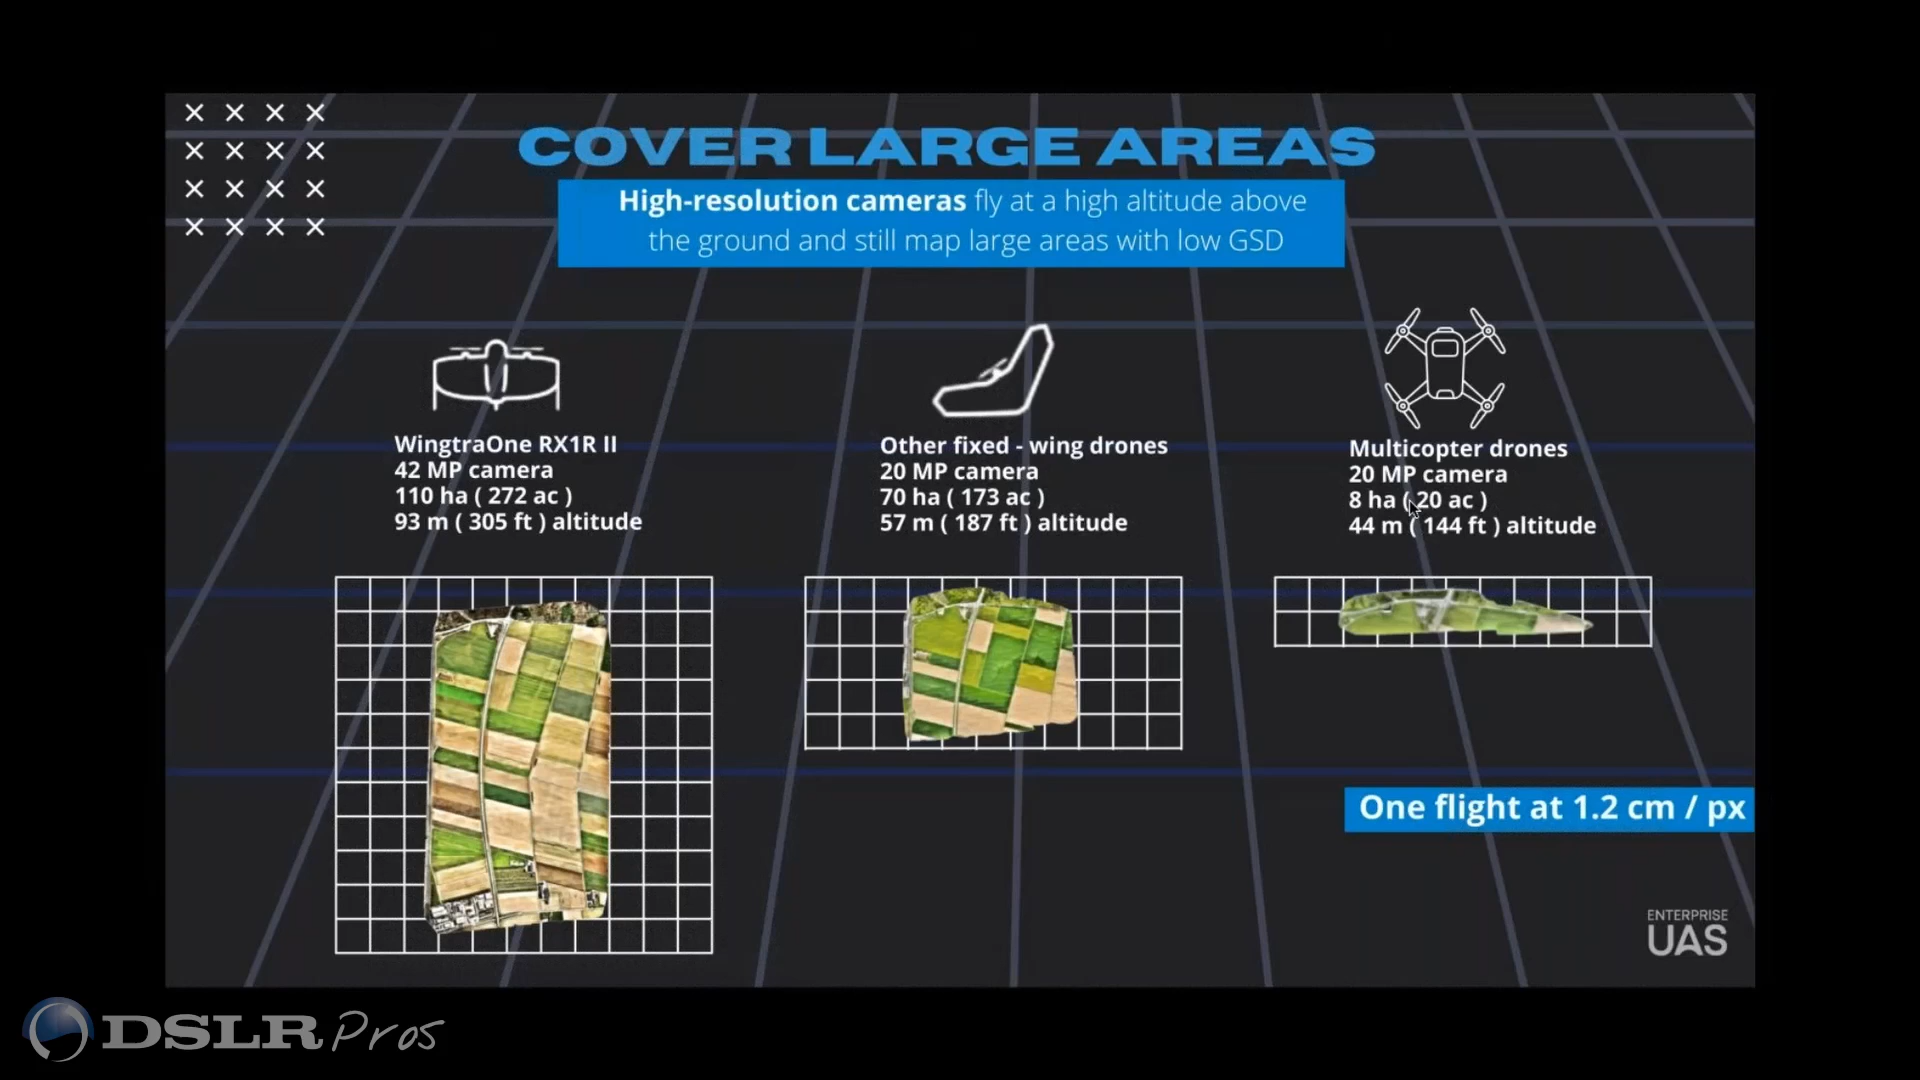 COVER LARGE AREAS
High-resolution cameras fly at a high altitude above
the ground and still map large areas with low GSD
WingtraOne RX1R II
42 MP camera
110 ha ( 272 ac )
93 m ( 305 ft ) altitude
Other fixed - wing drones
20 MP camera
70 ha ( 173 ac )
57 m ( 187 ft ) altitude
Multicopter drones
20 MP camera
8 ha ( 20 ac )
44 m ( 144 ft ) altitude
One flight at 1.2 cm / px
ENTERPRISE
UAS
DSLRPros